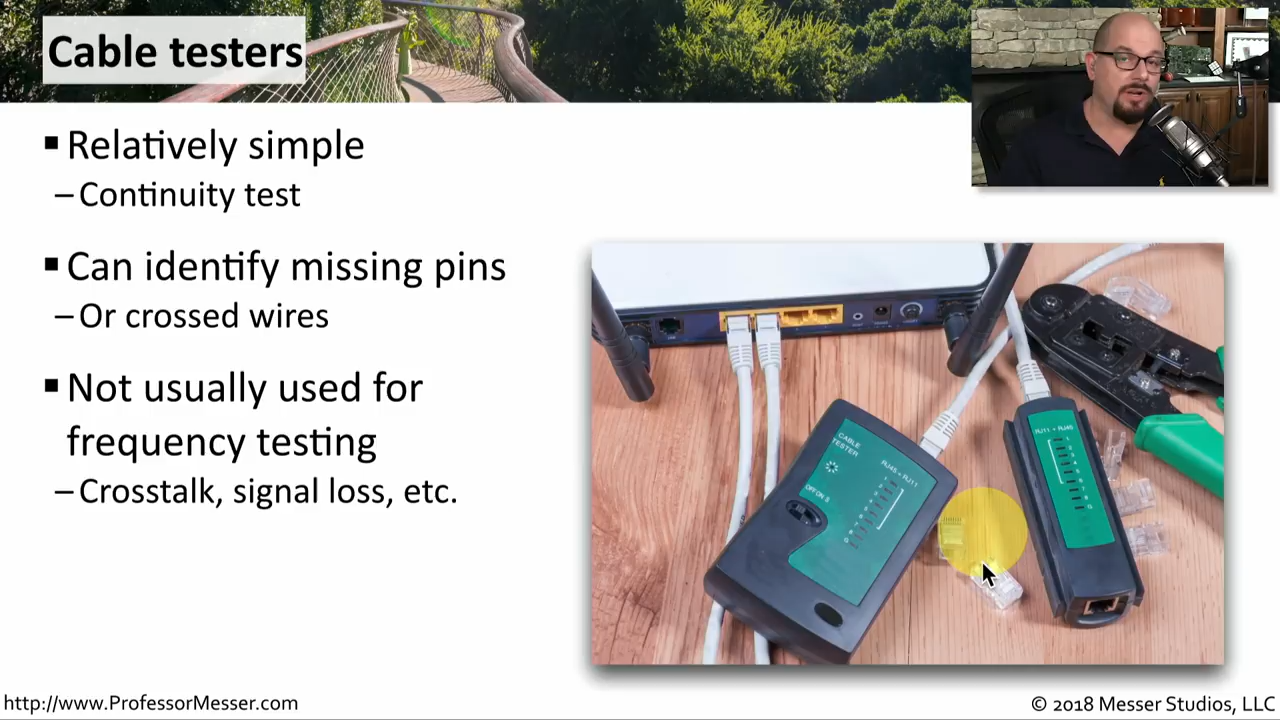 Cable testers
▪ Relatively simple
– Continuity test
▪ Can identify missing pins
– Or crossed wires
▪ Not usually used for
frequency testing
– Crosstalk, signal loss, etc.
CABLE
TESTER
RJ45 + RJ11
RJ11 + RJ45
http://www.ProfessorMesser.com
© 2018 Messer Studios, LLC